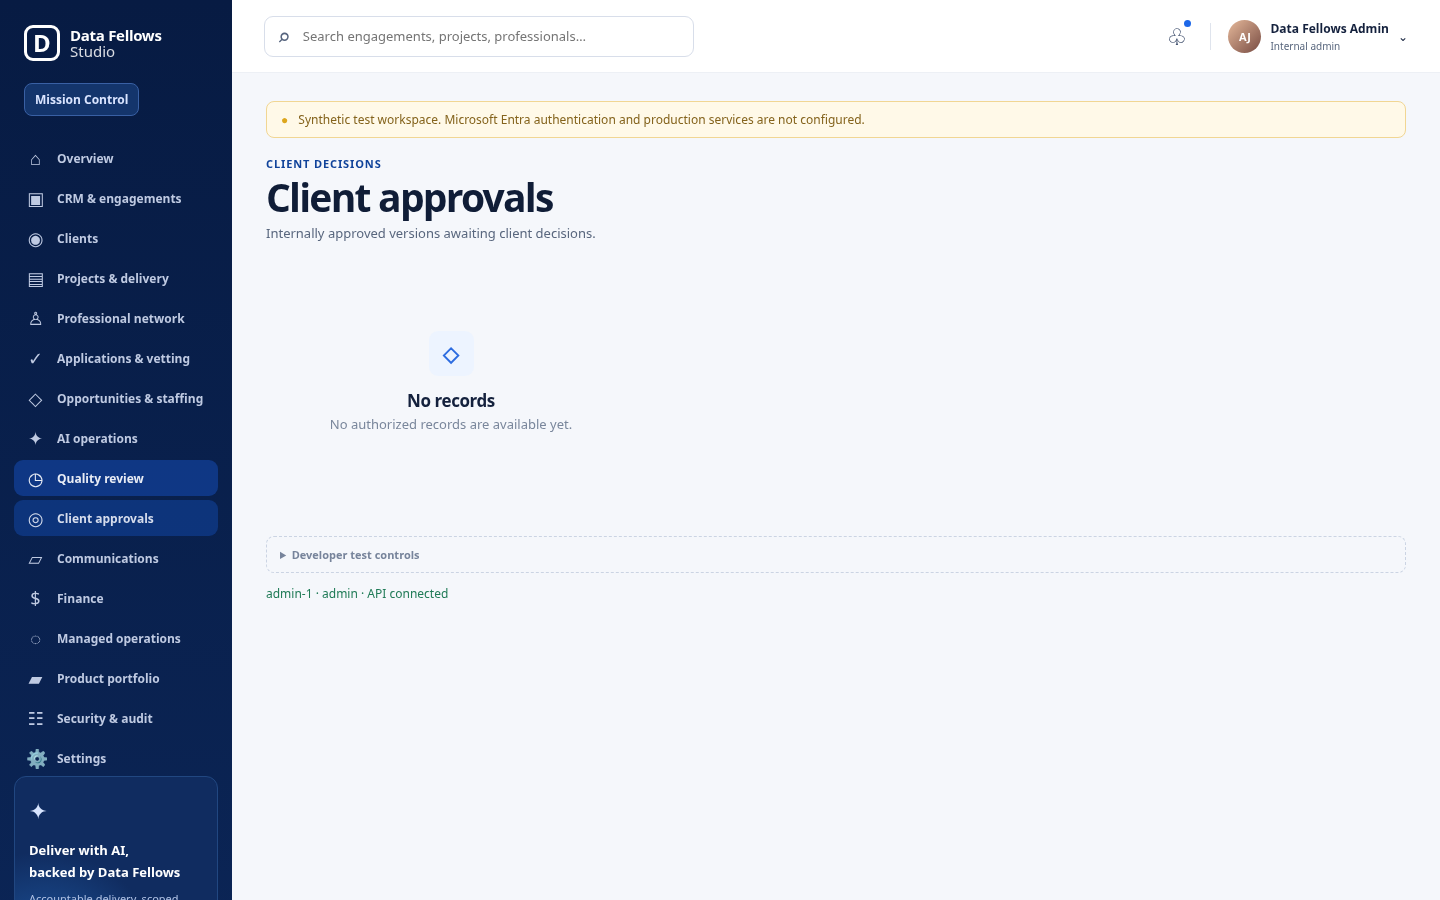 D
Data Fellows
Studio
Mission Control
Overview
CRM & engagements
Clients
Projects & delivery
Professional network
Applications & vetting
Opportunities & staffing
AI operations
Quality review
Client approvals
Communications
$ Finance
Managed operations
Product portfolio
Security & audit
Settings
Deliver with AI,
backed by Data Fellows
Accountable delivery, scoped
Search engagements, projects, professionals...
AJ
Data Fellows Admin
Internal admin
Synthetic test workspace. Microsoft Entra authentication and production services are not configured.
CLIENT DECISIONS
Client approvals
Internally approved versions awaiting client decisions.
No records
No authorized records are available yet.
Developer test controls
admin-1 · admin · API connected